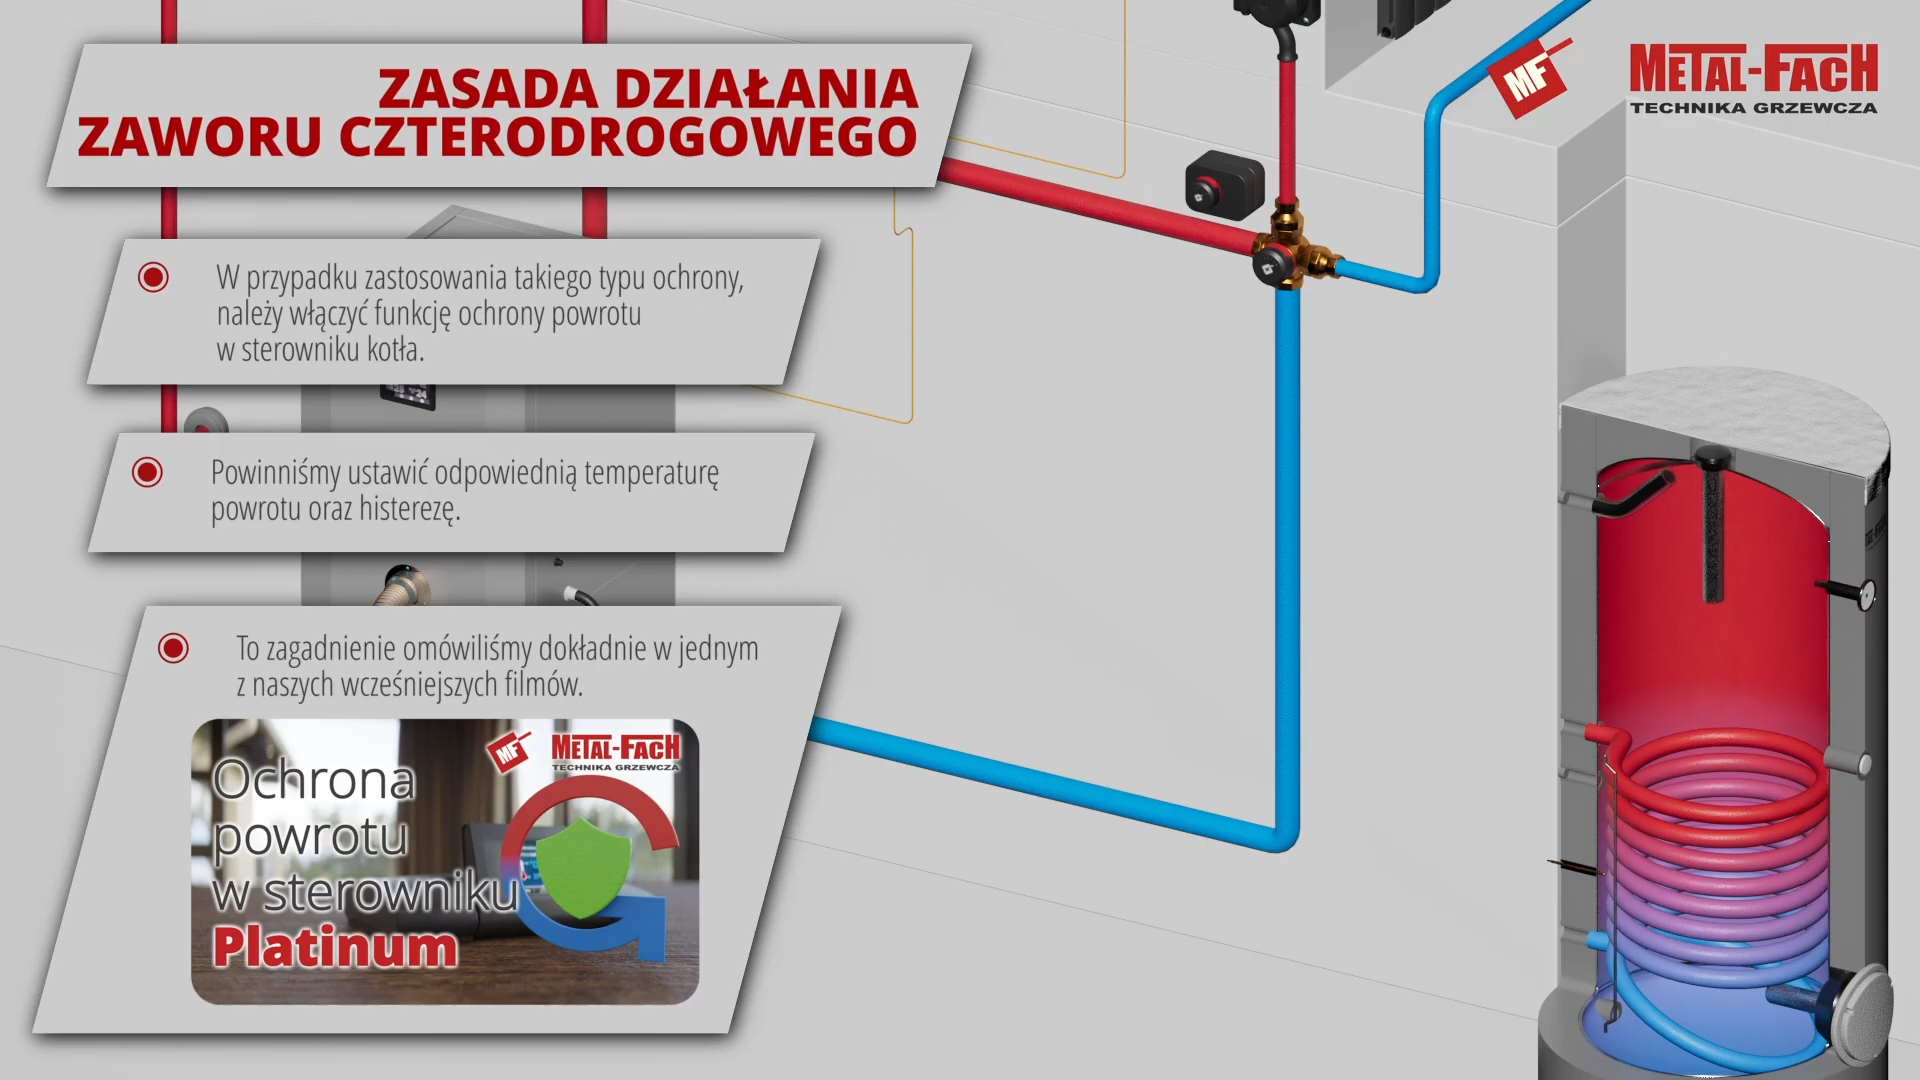 ZASADA DZIAŁANIA
ZAWORU CZTERODROGOWEGO
MF
METAL-FACH
TECHNIKA GRZEWCZA
W przypadku zastosowania takiego typu ochrony,
należy włączyć funkcję ochrony powrotu
w sterowniku kotła.
Powinniśmy ustawić odpowiednią temperaturę
powrotu oraz histerezę.
To zagadnienie omówiliśmy dokładnie w jednym
z naszych wcześniejszych filmów.
MF
METAL-FACH
TECHNIKA GRZEWCZA
Ochrona
powrotu
w sterowniku
Platinum